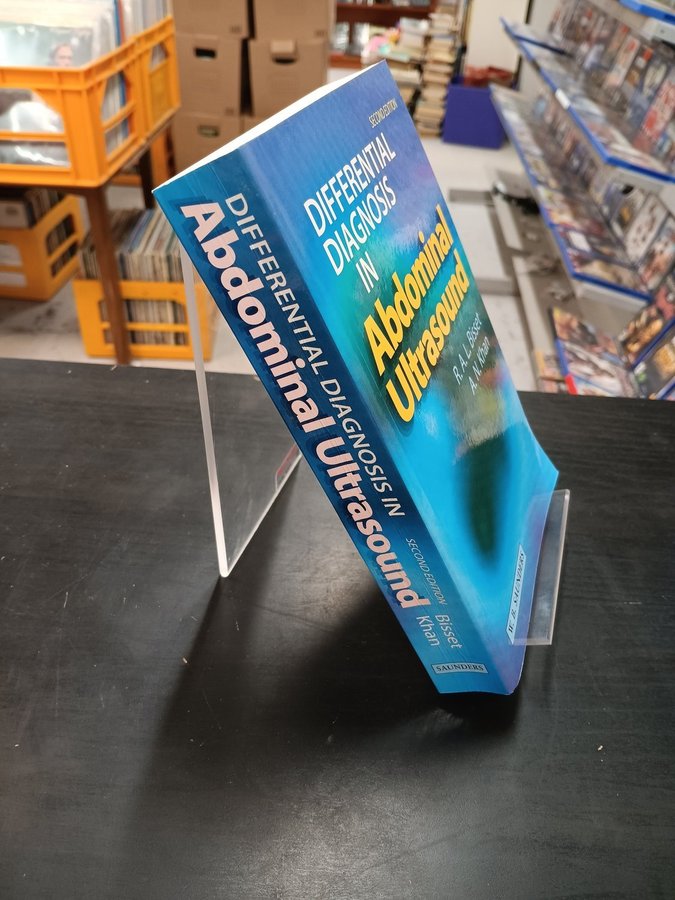 SECOND EDITION
DIFFERENTIAL
DIAGNOSIS
IN
Abdominal
Ultrasound
R. A. L. Bisset
A. N. Khan
W. B. SAUNDERS
DIFFERENTIAL DIAGNOSIS IN
Abdominal Ultrasound
SECOND EDITION
Bisset
Khan
SAUNDERS